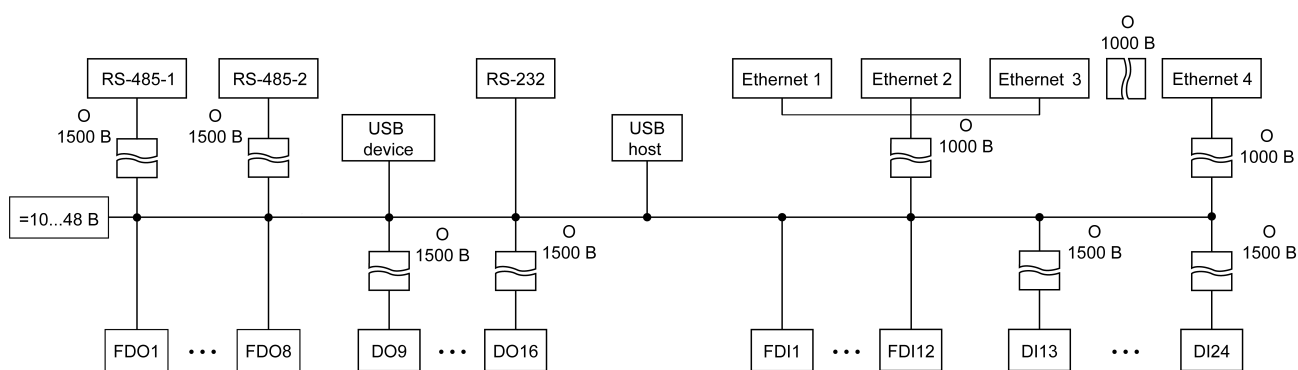 О
1000 В
RS-485-1
RS-485-2
RS-232
Ethernet 1
Ethernet 2
Ethernet 3
Ethernet 4
О
1500 В
О
1500 В
USB
device
USB
host
О
1000 В
О
1000 В
=10...48 В
О
1500 В
О
1500 В
О
1500 В
О
1500 В
FDO1
...
FDO8
DO9
...
DO16
FDI1
...
FDI12
DI13
...
DI24